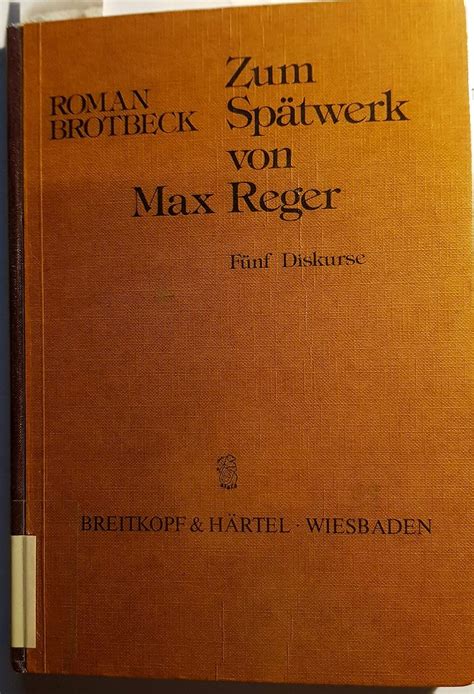 ROMAN
BROTBECK
Zum
Spätwerk
von
Max Reger
Fünf Diskurse
BREITKOPF & HÄRTEL · WIESBADEN